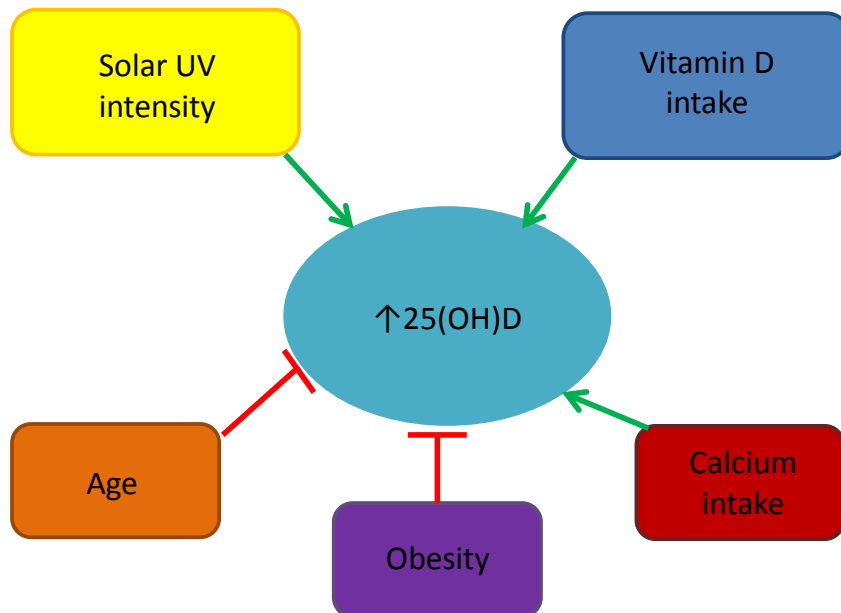 Solar UV
intensity
Vitamin D
intake
↑25(OH)D
Age
Obesity
Calcium
intake